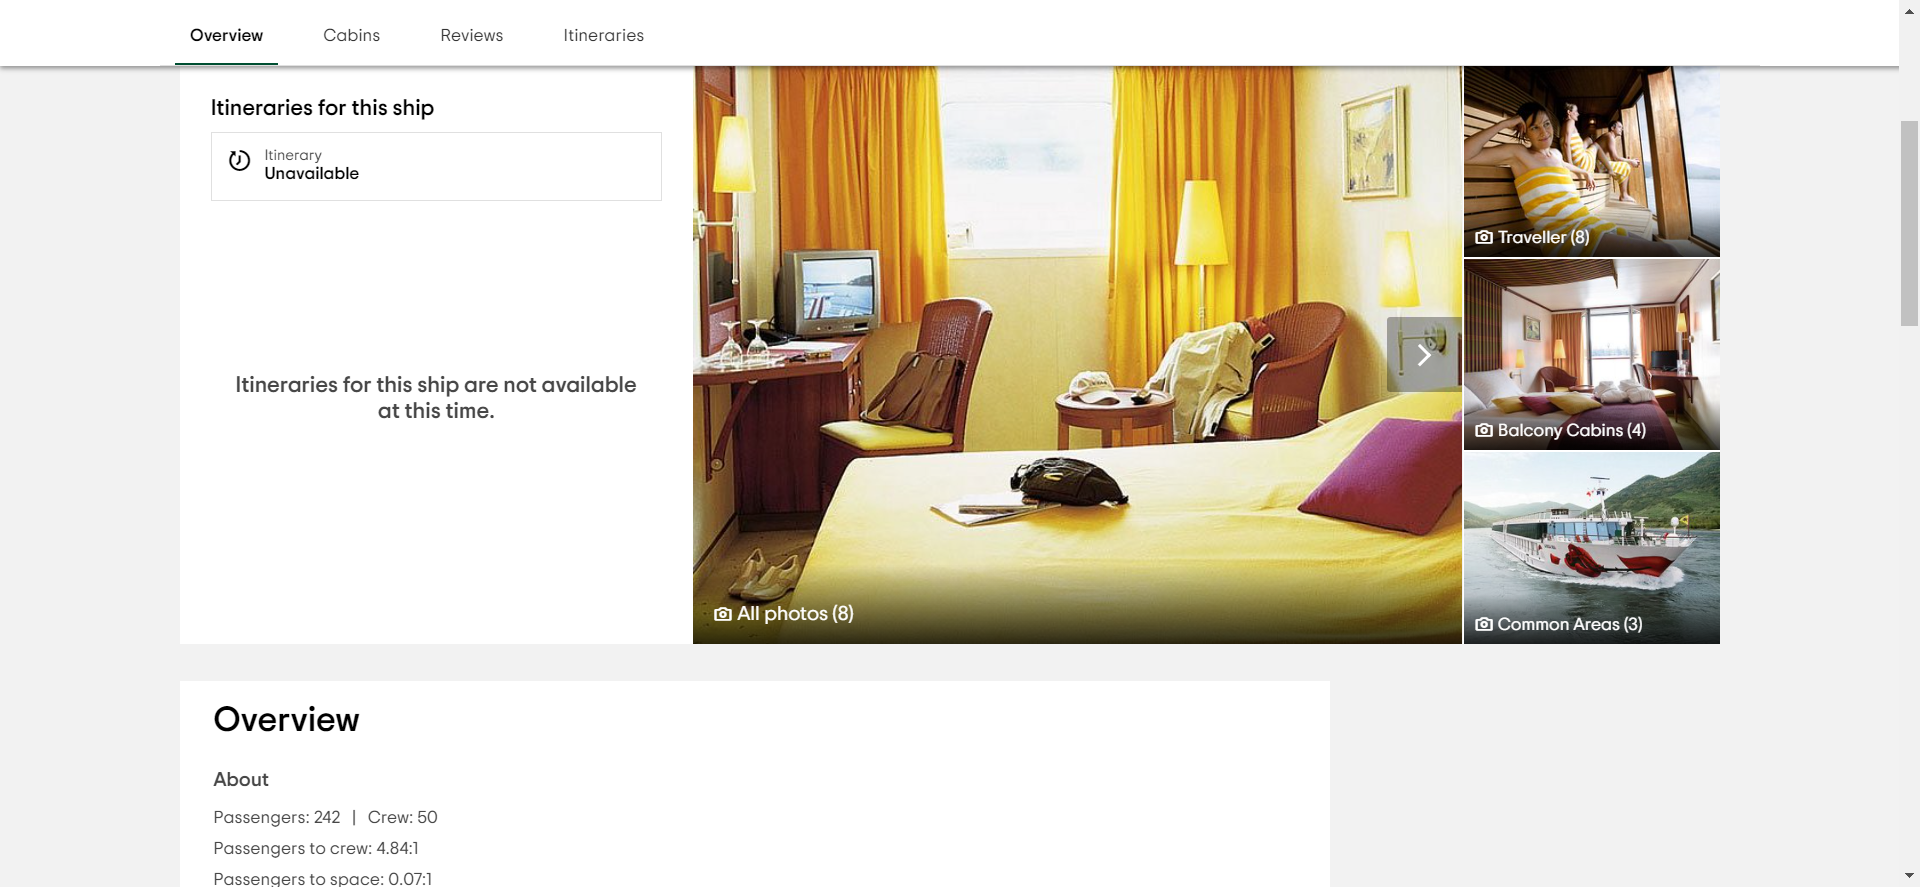 Overview
Cabins
Reviews
Itineraries
Itineraries for this ship
Itinerary
Unavailable
Itineraries for this ship are not available
at this time.
All photos (8)
Traveller (8)
Balcony Cabins (4)
Common Areas (3)
Overview
About
Passengers: 242 | Crew: 50
Passengers to crew: 4.84:1
Passengers to space: 0.07:1